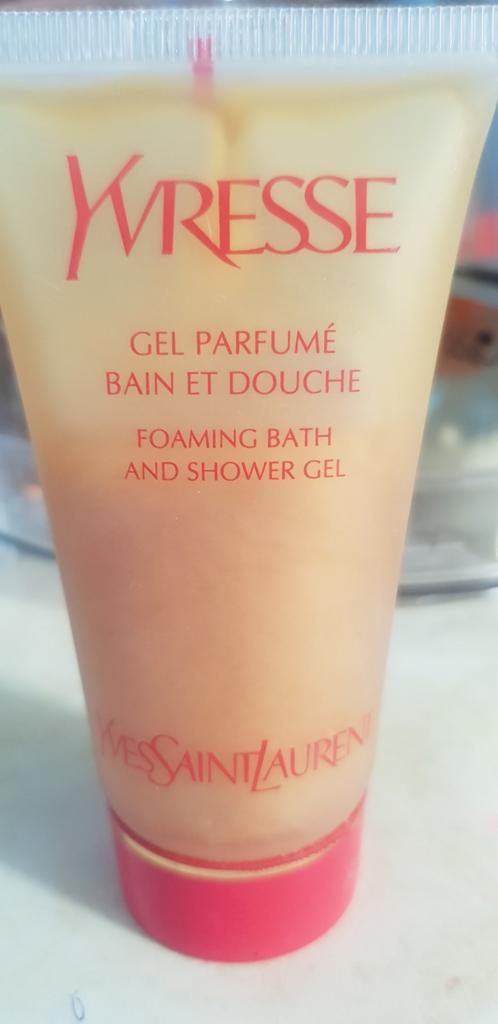 YVRESSE
GEL PARFUMÉ
BAIN ET DOUCHE
FOAMING BATH
AND SHOWER GEL
YVESSAINTLAURENT